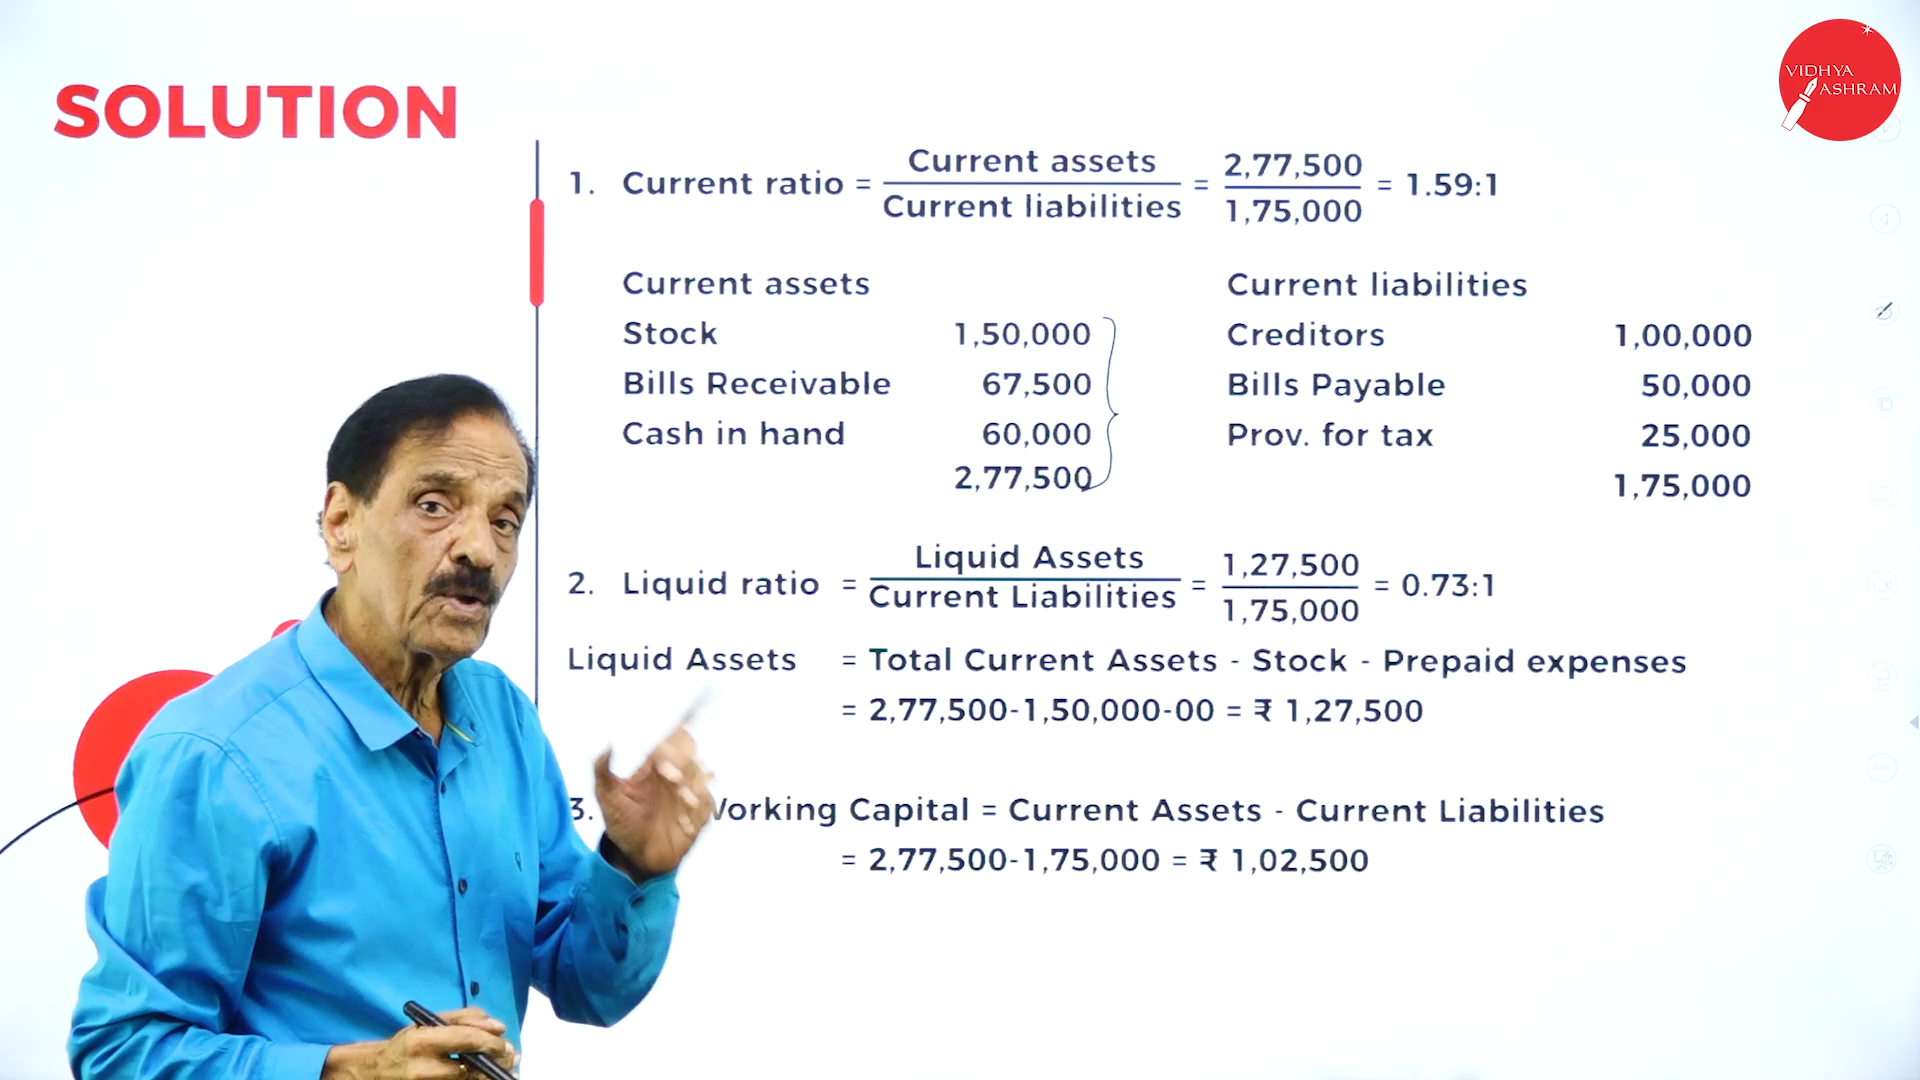 VIDHYA
ASHRAM
SOLUTION
1. Current ratio = Current assets / Current liabilities = 2,77,500 / 1,75,000 = 1.59:1
Current assets Current liabilities
Stock 1,50,000 Creditors 1,00,000
Bills Receivable 67,500 Bills Payable 50,000
Cash in hand 60,000 Prov. for tax 25,000
2,77,500 1,75,000
2. Liquid ratio = Liquid Assets / Current Liabilities = 1,27,500 / 1,75,000 = 0.73:1
Liquid Assets = Total Current Assets - Stock - Prepaid expenses
= 2,77,500-1,50,000-00 = ₹ 1,27,500
3. Working Capital = Current Assets - Current Liabilities
= 2,77,500-1,75,000 = ₹ 1,02,500